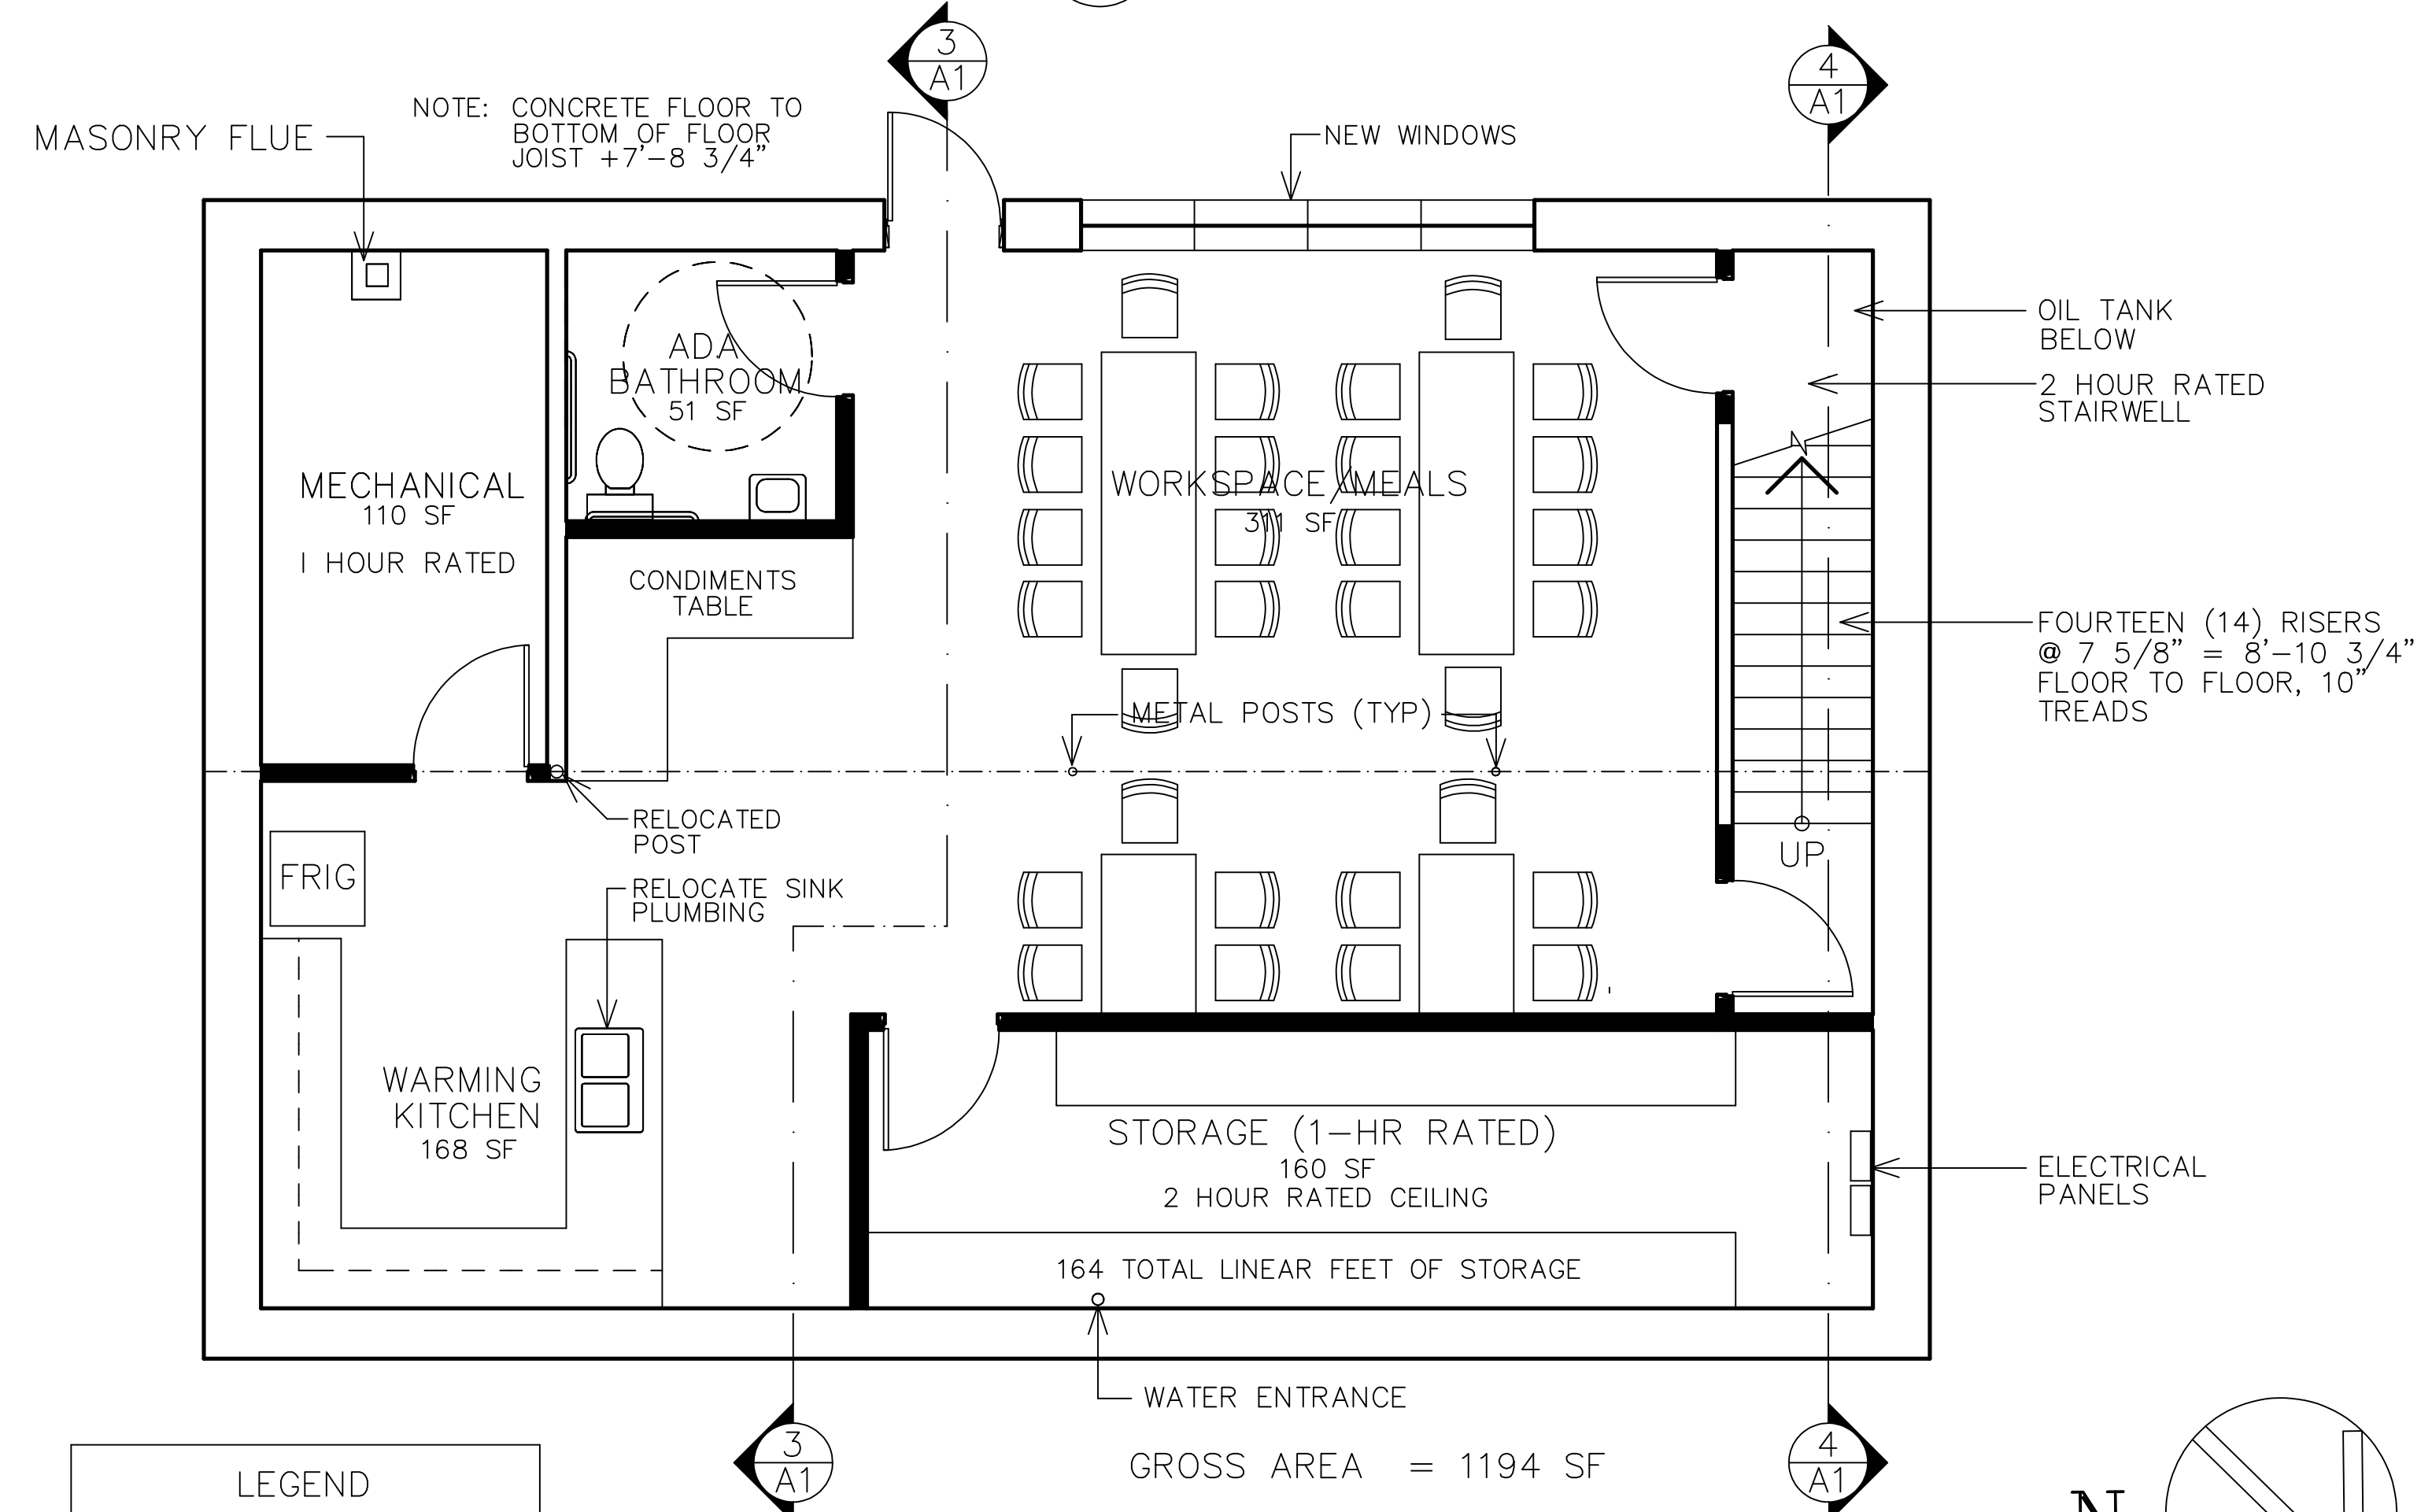 3
A1
4
A1
NOTE: CONCRETE FLOOR TO
BOTTOM OF FLOOR
JOIST +7'-8 3/4"
MASONRY FLUE
NEW WINDOWS
OIL TANK
BELOW
2 HOUR RATED
STAIRWELL
ADA
BATHROOM
51 SF
MECHANICAL
110 SF
1 HOUR RATED
WORKSPACE/MEALS
311 SF
CONDIMENTS
TABLE
FOURTEEN (14) RISERS
@ 7 5/8" = 8'-10 3/4"
FLOOR TO FLOOR, 10"
TREADS
METAL POSTS (TYP)
RELOCATED
POST
UP
FRIG
RELOCATE SINK
PLUMBING
WARMING
KITCHEN
168 SF
STORAGE (1-HR RATED)
160 SF
2 HOUR RATED CEILING
ELECTRICAL
PANELS
164 TOTAL LINEAR FEET OF STORAGE
WATER ENTRANCE
3
A1
GROSS AREA = 1194 SF
4
A1
LEGEND
N